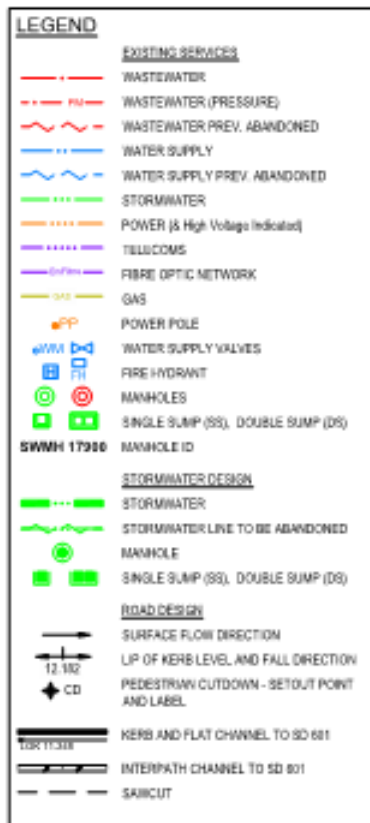 LEGEND
EXISTING SERVICES
WASTEWATER
WASTEWATER (PRESSURE)
WASTEWATER PREV. ABANDONED
WATER SUPPLY
WATER SUPPLY PREV. ABANDONED
STORMWATER
POWER (& High Voltage Indicated)
TELECOMS
FIBRE OPTIC NETWORK
GAS GAS
PP POWER POLE
WM WATER SUPPLY VALVES
H FH FIRE HYDRANT
MANHOLES
SINGLE SUMP (SS), DOUBLE SUMP (DS)
SWMH 17900 MANHOLE ID
STORMWATER DESIGN
STORMWATER
STORMWATER LINE TO BE ABANDONED
MANHOLE
SINGLE SUMP (SS), DOUBLE SUMP (DS)
ROAD DESIGN
SURFACE FLOW DIRECTION
12.182 LIP OF KERB LEVEL AND FALL DIRECTION
CD PEDESTRIAN CUTDOWN - SETOUT POINT
AND LABEL
KERB AND FLAT CHANNEL TO SD 601
INTERPATH CHANNEL TO SD 601
SAWCUT